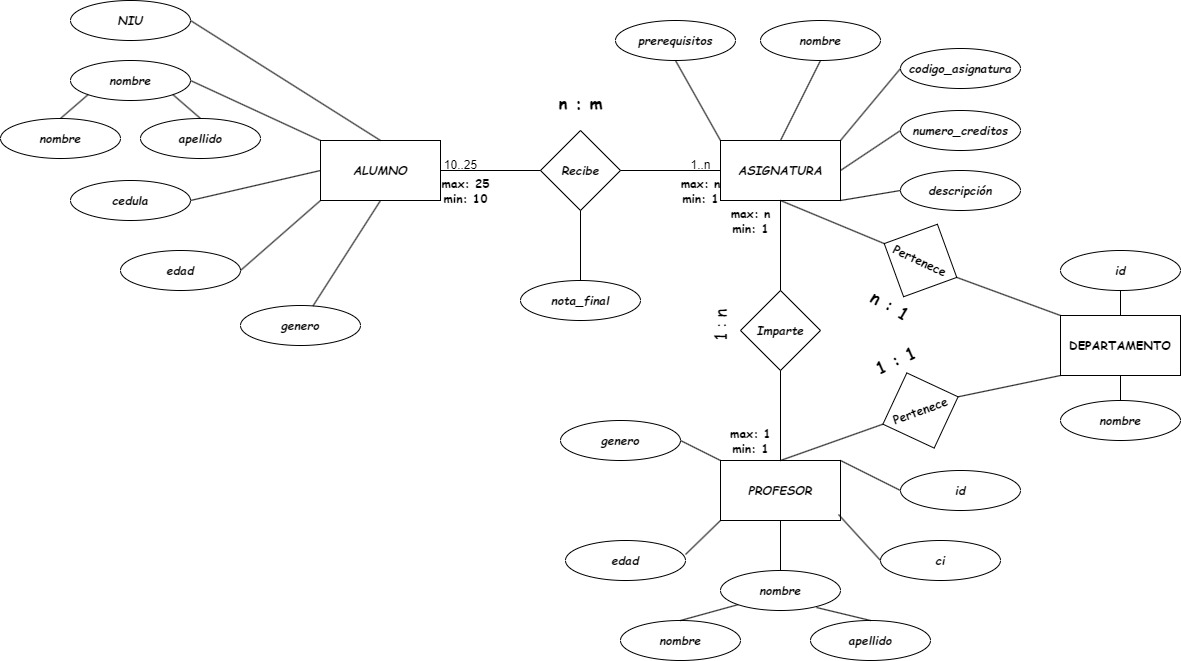 NIU
prerequisitos
nombre
codigo_asignatura
nombre
nombre
apellido
n : m
numero_creditos
ALUMNO
10..25
max: 25
min: 10
Recibe
1..n
max: n
min: 1
ASIGNATURA
descripción
cedula
max: n
min: 1
edad
Pertenece
id
nota_final
n : 1
genero
1 : n
Imparte
DEPARTAMENTO
1 : 1
Pertenece
nombre
max: 1
min: 1
genero
PROFESOR
id
edad
ci
nombre
nombre
apellido